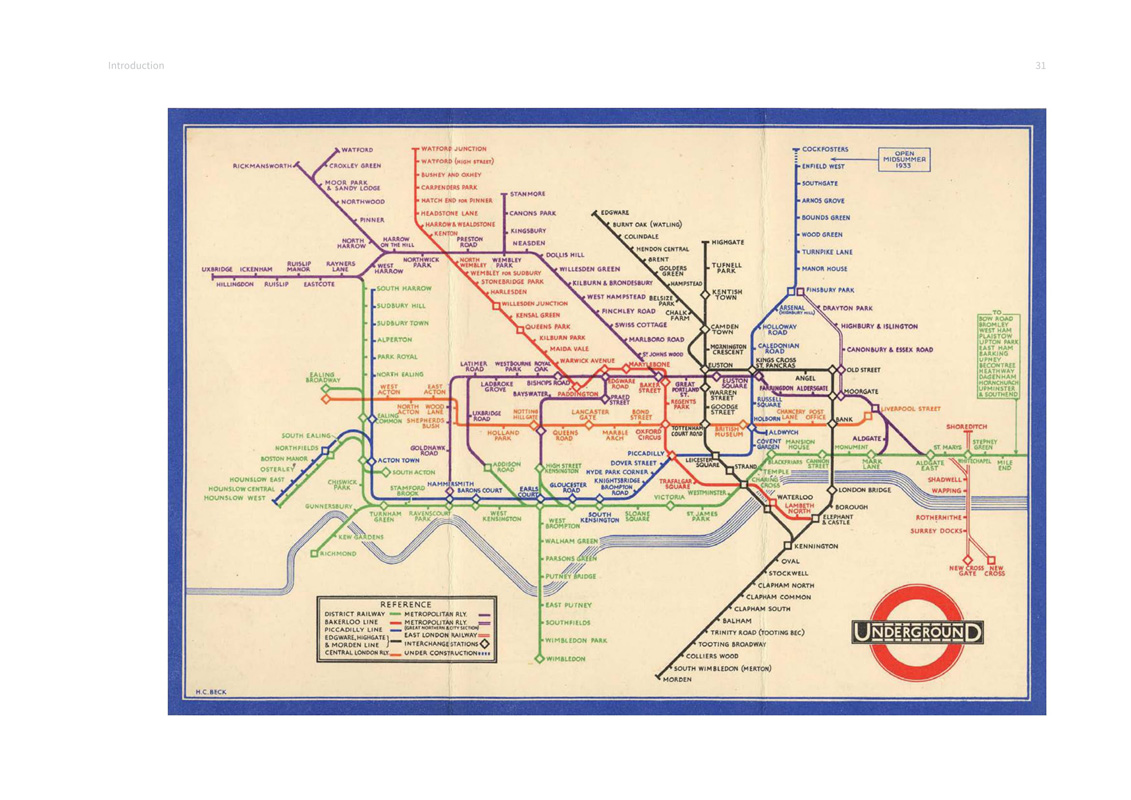 Introduction
31
WATFORD
CROXLEY GREEN
RICKMANSWORTH
MOOR PARK
& SANDY LODGE
NORTHWOOD
PINNER
NORTH
HARROW
HARROW
ON THE HILL
NORTHWICK
PARK
PRESTON
ROAD
WEMBLEY
PARK
WEST
HARROW
RAYNERS
LANE
RUISLIP
MANOR
ICKENHAM
UXBRIDGE
HILLINGDON
RUISLIP
EASTCOTE
WATFORD JUNCTION
WATFORD (HIGH STREET)
BUSHEY AND OXHEY
CARPENDERS PARK
HATCH END FOR PINNER
HEADSTONE LANE
HARROW & WEALDSTONE
KENTON
NORTH
WEMBLEY
WEMBLEY FOR SUDBURY
STONEBRIDGE PARK
HARLESDEN
WILLESDEN JUNCTION
KENSAL GREEN
QUEENS PARK
KILBURN PARK
MAIDA VALE
WARWICK AVENUE
PADDINGTON
STANMORE
CANONS PARK
KINGSBURY
NEASDEN
DOLLIS HILL
WILLESDEN GREEN
KILBURN & BRONDESBURY
WEST HAMPSTEAD
FINCHLEY ROAD
SWISS COTTAGE
MARLBORO ROAD
ST. JOHNS WOOD
MARYLEBONE
EDGWARE
BURNT OAK (WATLING)
COLINDALE
HENDON CENTRAL
BRENT
GOLDERS
GREEN
HAMPSTEAD
BELSIZE
PARK
CHALK
FARM
HIGHGATE
TUFNELL
PARK
KENTISH
TOWN
CAMDEN
TOWN
MORNINGTON
CRESCENT
EUSTON
COCKFOSTERS
OPEN
MIDSUMMER
1933
ENFIELD WEST
SOUTHGATE
ARNOS GROVE
BOUNDS GREEN
WOOD GREEN
TURNPIKE LANE
MANOR HOUSE
FINSBURY PARK
ARSENAL
(HIGHBURY HILL)
DRAYTON PARK
HOLLOWAY
ROAD
HIGHBURY & ISLINGTON
CALEDONIAN
ROAD
CANONBURY & ESSEX ROAD
KINGS CROSS
ST. PANCRAS
ANGEL
OLD STREET
MOORGATE
LIVERPOOL STREET
TO
BOW ROAD
BROMLEY
WEST HAM
PLAISTOW
UPTON PARK
EAST HAM
BARKING
UPNEY
BECONTREE
HEATHWAY
DAGENHAM
HORNCHURCH
UPMINSTER
& SOUTHEND
SOUTH HARROW
SUDBURY HILL
SUDBURY TOWN
ALPERTON
PARK ROYAL
NORTH EALING
EALING
BROADWAY
WEST
ACTON
EAST
ACTON
NORTH
ACTON
WOOD
LANE
SHEPHERDS
BUSH
EALING
COMMON
LATIMER
ROAD
WESTBOURNE
PARK
ROYAL
OAK
LADBROKE
GROVE
BISHOPS ROAD
BAYSWATER
EDGWARE
ROAD
BAKER
STREET
PRAED
STREET
GREAT
PORTLAND
ST.
EUSTON
SQUARE
FARRINGDON
ALDERSGATE
REGENTS
PARK
WARREN
STREET
GOODGE
STREET
RUSSELL
SQUARE
UXBRIDGE
ROAD
HOLLAND
PARK
NOTTING
HILL GATE
QUEENS
ROAD
LANCASTER
GATE
MARBLE
ARCH
BOND
STREET
OXFORD
CIRCUS
TOTTENHAM
COURT ROAD
BRITISH
MUSEUM
HOLBORN
CHANCERY
LANE
POST
OFFICE
BANK
ALDWYCH
COVENT
GARDEN
GOLDHAWK
ROAD
SOUTH EALING
NORTHFIELDS
BOSTON MANOR
OSTERLEY
HOUNSLOW EAST
HOUNSLOW CENTRAL
HOUNSLOW WEST
ACTON TOWN
SOUTH ACTON
CHISWICK
PARK
STAMFORD
BROOK
HAMMERSMITH
BARONS COURT
ADDISON
ROAD
HIGH STREET
KENSINGTON
EARLS
COURT
GLOUCESTER
ROAD
PICCADILLY
DOVER STREET
HYDE PARK CORNER
KNIGHTSBRIDGE
BROMPTON
ROAD
LEICESTER
SQUARE
STRAND
TRAFALGAR
SQUARE
WESTMINSTER
CHARING
CROSS
TEMPLE
BLACKFRIARS
MANSION
HOUSE
CANNON
STREET
MONUMENT
MARK
LANE
ALDGATE
ALDGATE
EAST
ST. MARYS
WHITECHAPEL
STEPNEY
GREEN
MILE
END
SHOREDITCH
SHADWELL
WAPPING
ROTHERHITHE
SURREY DOCKS
NEW CROSS
GATE
NEW
CROSS
GUNNERSBURY
KEW GARDENS
RICHMOND
TURNHAM
GREEN
RAVENSCOURT
PARK
WEST
KENSINGTON
WEST
BROMPTON
SOUTH
KENSINGTON
SLOANE
SQUARE
VICTORIA
ST. JAMES
PARK
WALHAM GREEN
PARSONS GREEN
PUTNEY BRIDGE
EAST PUTNEY
SOUTHFIELDS
WIMBLEDON PARK
WIMBLEDON
WATERLOO
LAMBETH
NORTH
LONDON BRIDGE
BOROUGH
ELEPHANT
& CASTLE
KENNINGTON
OVAL
STOCKWELL
CLAPHAM NORTH
CLAPHAM COMMON
CLAPHAM SOUTH
BALHAM
TRINITY ROAD (TOOTING BEC)
TOOTING BROADWAY
COLLIERS WOOD
SOUTH WIMBLEDON (MERTON)
MORDEN
REFERENCE
DISTRICT RAILWAY
BAKERLOO LINE
PICCADILLY LINE
EDGWARE, HIGHGATE
& MORDEN LINE
CENTRAL LONDON RLY.
METROPOLITAN RLY.
METROPOLITAN RLY.
(GREAT NORTHERN & CITY SECTION)
EAST LONDON RAILWAY
INTERCHANGE STATIONS
UNDER CONSTRUCTION
UNDERGROUND
H.C. BECK